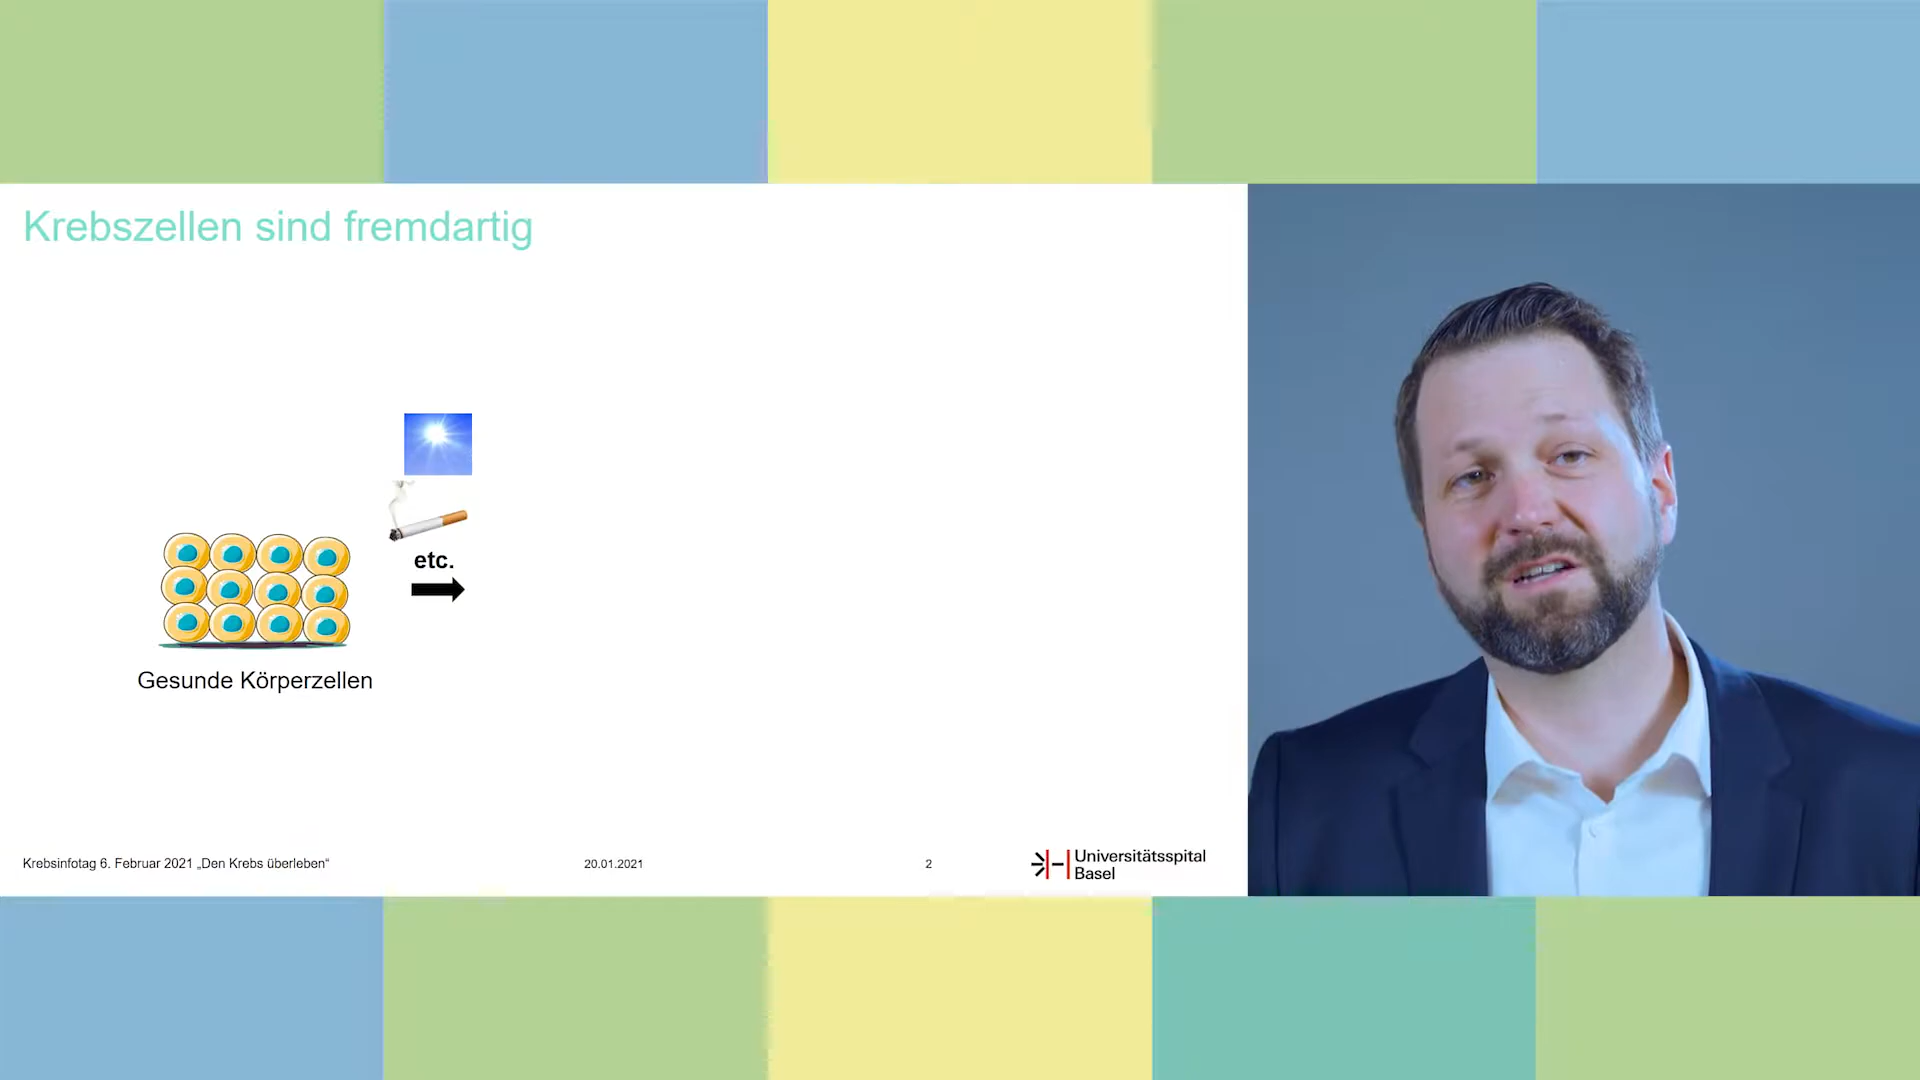 Krebszellen sind fremdartig
etc.
Gesunde Körperzellen
Krebsinfotag 6. Februar 2021 „Den Krebs überleben“
20.01.2021
2
Universitätsspital
Basel